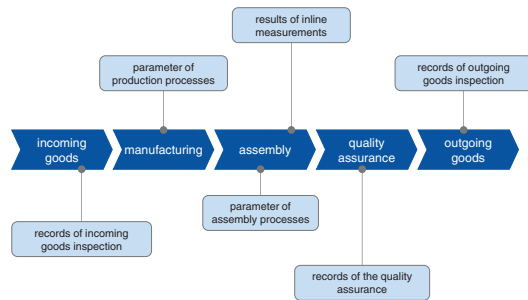 results of inline
measurements
parameter of
production processes
records of outgoing
goods inspection
incoming
goods
manufacturing
assembly
quality
assurance
outgoing
goods
parameter of
assembly processes
records of incoming
goods inspection
records of the quality
assurance